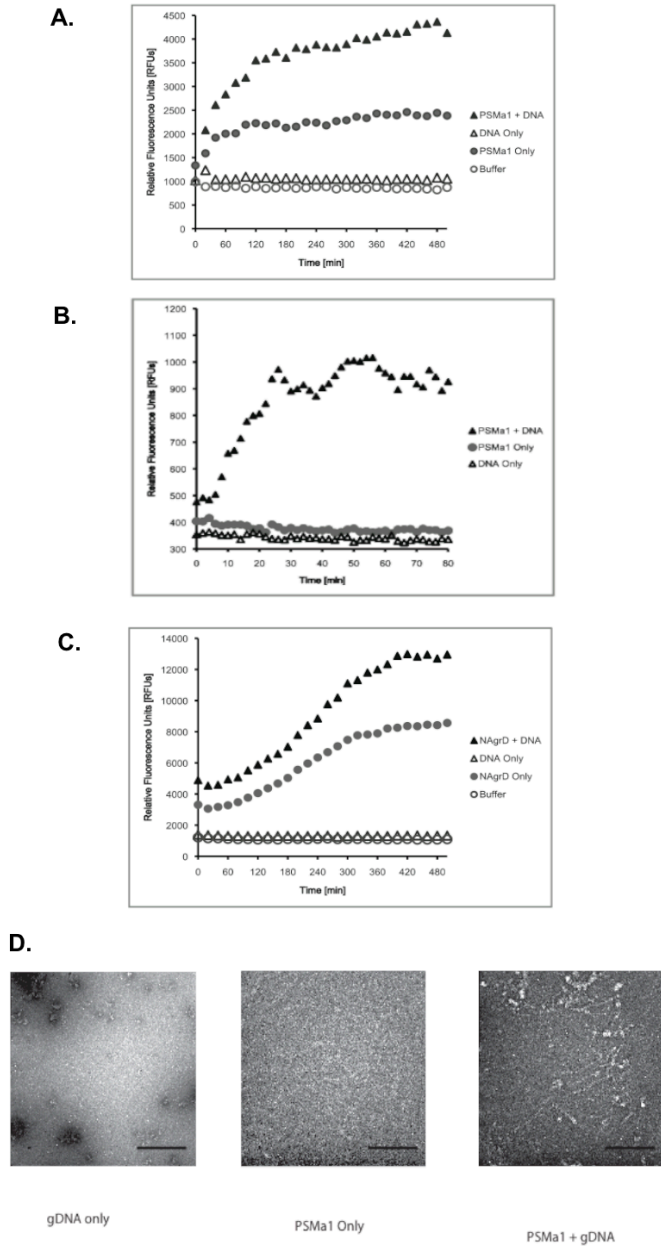 A.
4500
4000
3500
3000
2500
2000
1500
1000
500
0
Relative Fluorescence Units [RFUs]
0 60 120 180 240 300 360 420 480
Time [min]
PSMa1 + DNA
DNA Only
PSMa1 Only
Buffer
B.
1200
1100
1000
900
800
700
600
500
400
300
Relative Fluorescence Units [RFUs]
0 10 20 30 40 50 60 70 80
Time [min]
PSMa1 + DNA
PSMa1 Only
DNA Only
C.
14000
12000
10000
8000
6000
4000
2000
0
Relative Fluorescence Units [RFUs]
0 60 120 180 240 300 360 420 480
Time [min]
NAgrD + DNA
DNA Only
NAgrD Only
Buffer
D.
gDNA only
PSMa1 Only
PSMa1 + gDNA